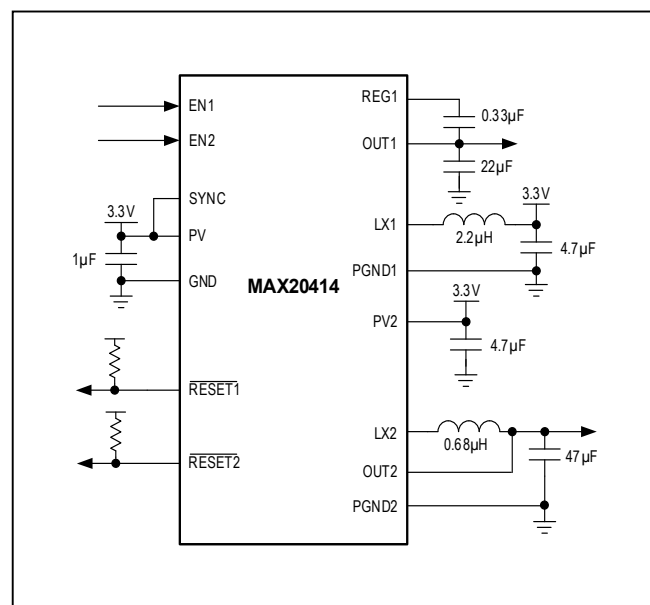 REG1
0.33µF
EN1
EN2
OUT1
22µF
SYNC
3.3V
3.3V
LX1
PV
2.2µH
4.7µF
1µF
PGND1
GND
MAX20414
3.3V
PV2
4.7µF
RESET1
LX2
0.68µH
RESET2
OUT2
47µF
PGND2